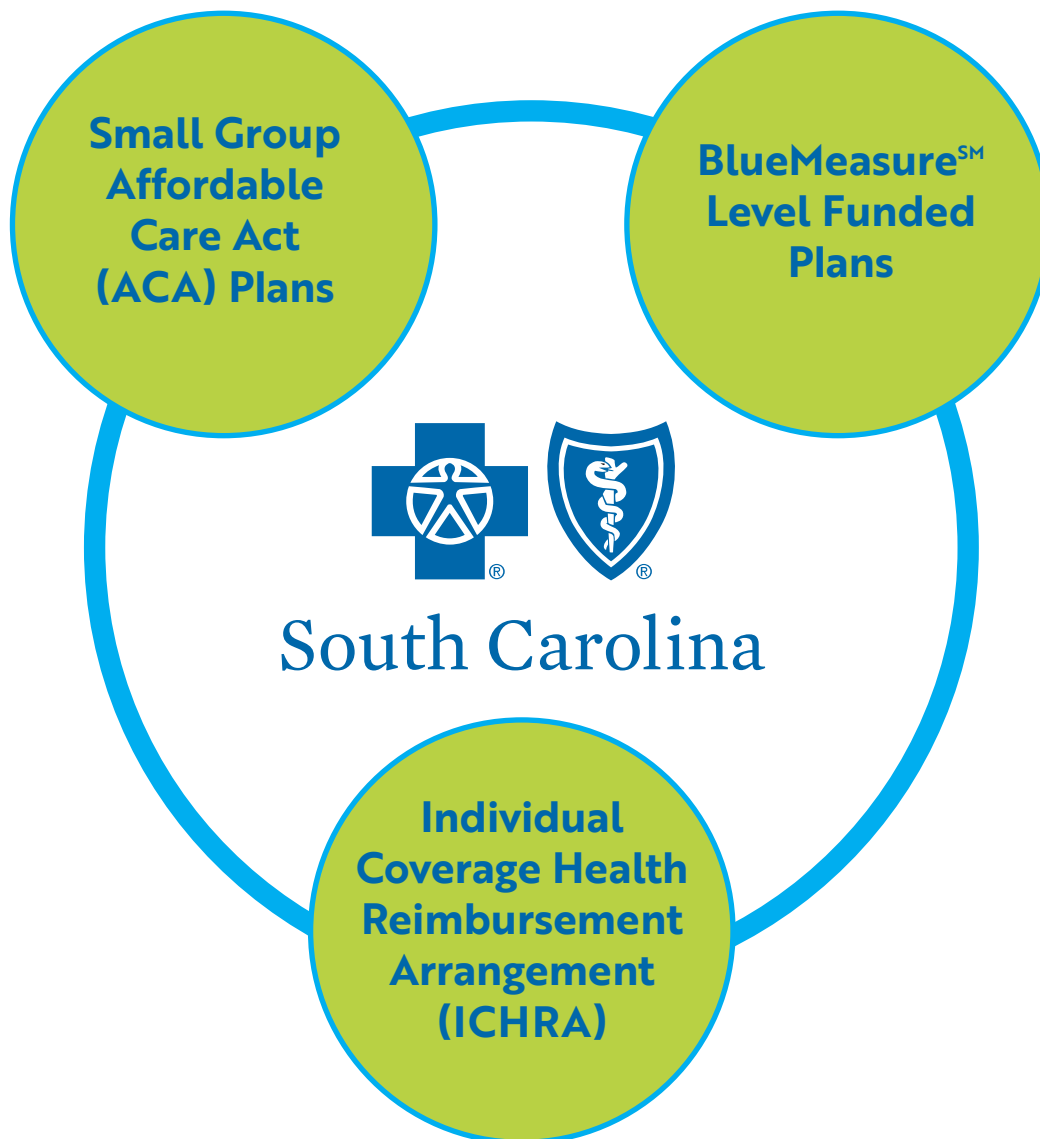 Small Group
Affordable
Care Act
(ACA) Plans
BlueMeasure℠
Level Funded
Plans
®
®
South Carolina
Individual
Coverage Health
Reimbursement
Arrangement
(ICHRA)